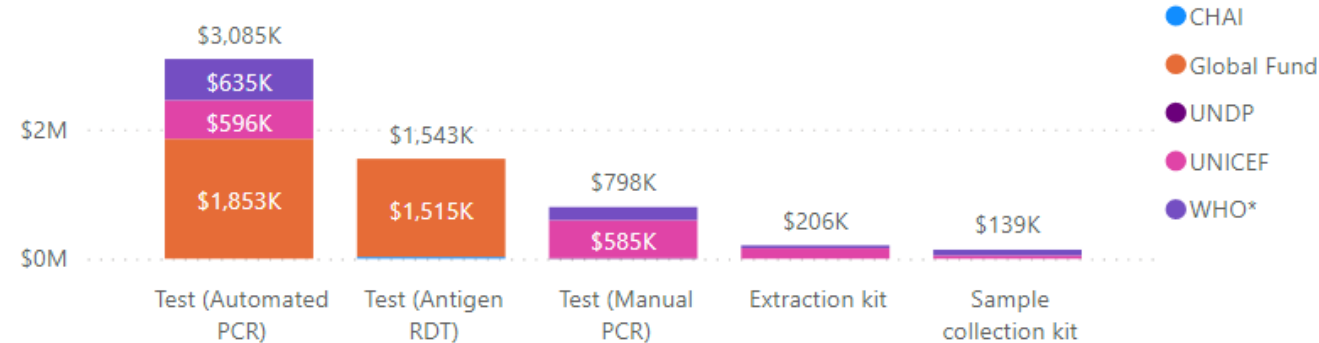 $3,085K
$635K
$596K
$1,853K
$2M
$1,543K
$1,515K
$798K
$585K
$206K
$139K
$0M
Test (Automated
PCR)
Test (Antigen
RDT)
Test (Manual
PCR)
Extraction kit
Sample
collection kit
CHAI
Global Fund
UNDP
UNICEF
WHO*